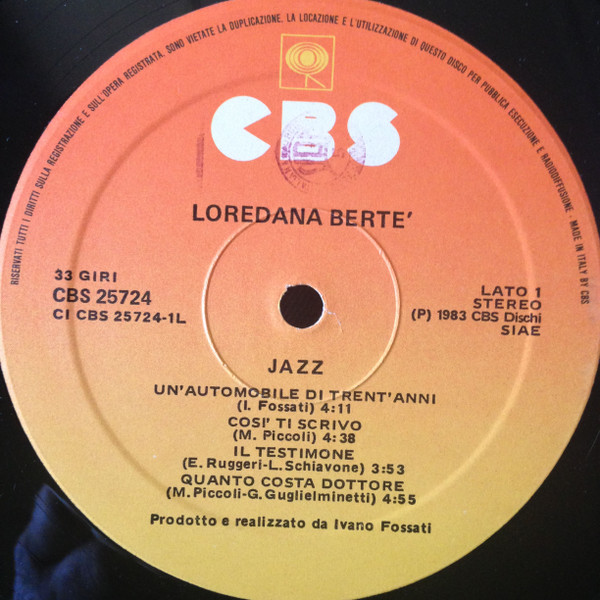 RISERVATI TUTTI I DIRITTI SULLA REGISTRAZIONE E SULL'OPERA REGISTRATA. SONO VIETATE LA DUPLICAZIONE, LA LOCAZIONE E L'UTILIZZAZIONE DI QUESTO DISCO PER PUBBLICA ESECUZIONE E RADIODIFFUSIONE - MADE IN ITALY BY CBS
CBS
LOREDANA BERTE'
33 GIRI
CBS 25724
CI CBS 25724-1L
LATO 1
STEREO
(P) 1983 CBS Dischi
SIAE
JAZZ
UN'AUTOMOBILE DI TRENT'ANNI
(I. Fossati) 4:11
COSI' TI SCRIVO
(M. Piccoli) 4:38
IL TESTIMONE
(E. Ruggeri-L. Schiavone) 3:53
QUANTO COSTA DOTTORE
(M. Piccoli-G. Guglielminetti) 4:55
Prodotto e realizzato da Ivano Fossati